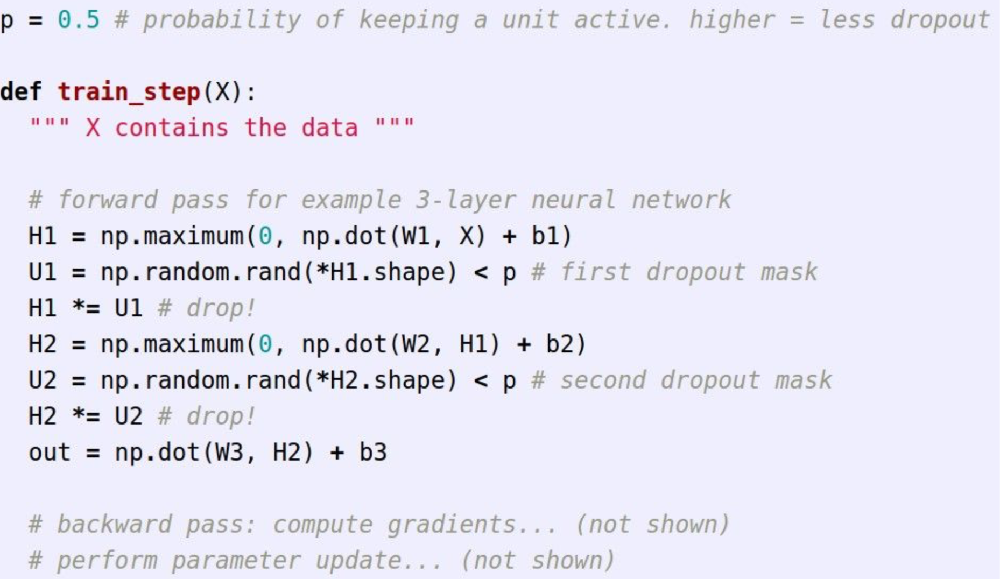 p = 0.5 # probability of keeping a unit active. higher = less dropout
def train_step(X):
""" X contains the data """
# forward pass for example 3-layer neural network
H1 = np.maximum(0, np.dot(W1, X) + b1)
U1 = np.random.rand(*H1.shape) < p # first dropout mask
H1 *= U1 # drop!
H2 = np.maximum(0, np.dot(W2, H1) + b2)
U2 = np.random.rand(*H2.shape) < p # second dropout mask
H2 *= U2 # drop!
out = np.dot(W3, H2) + b3
# backward pass: compute gradients... (not shown)
# perform parameter update... (not shown)